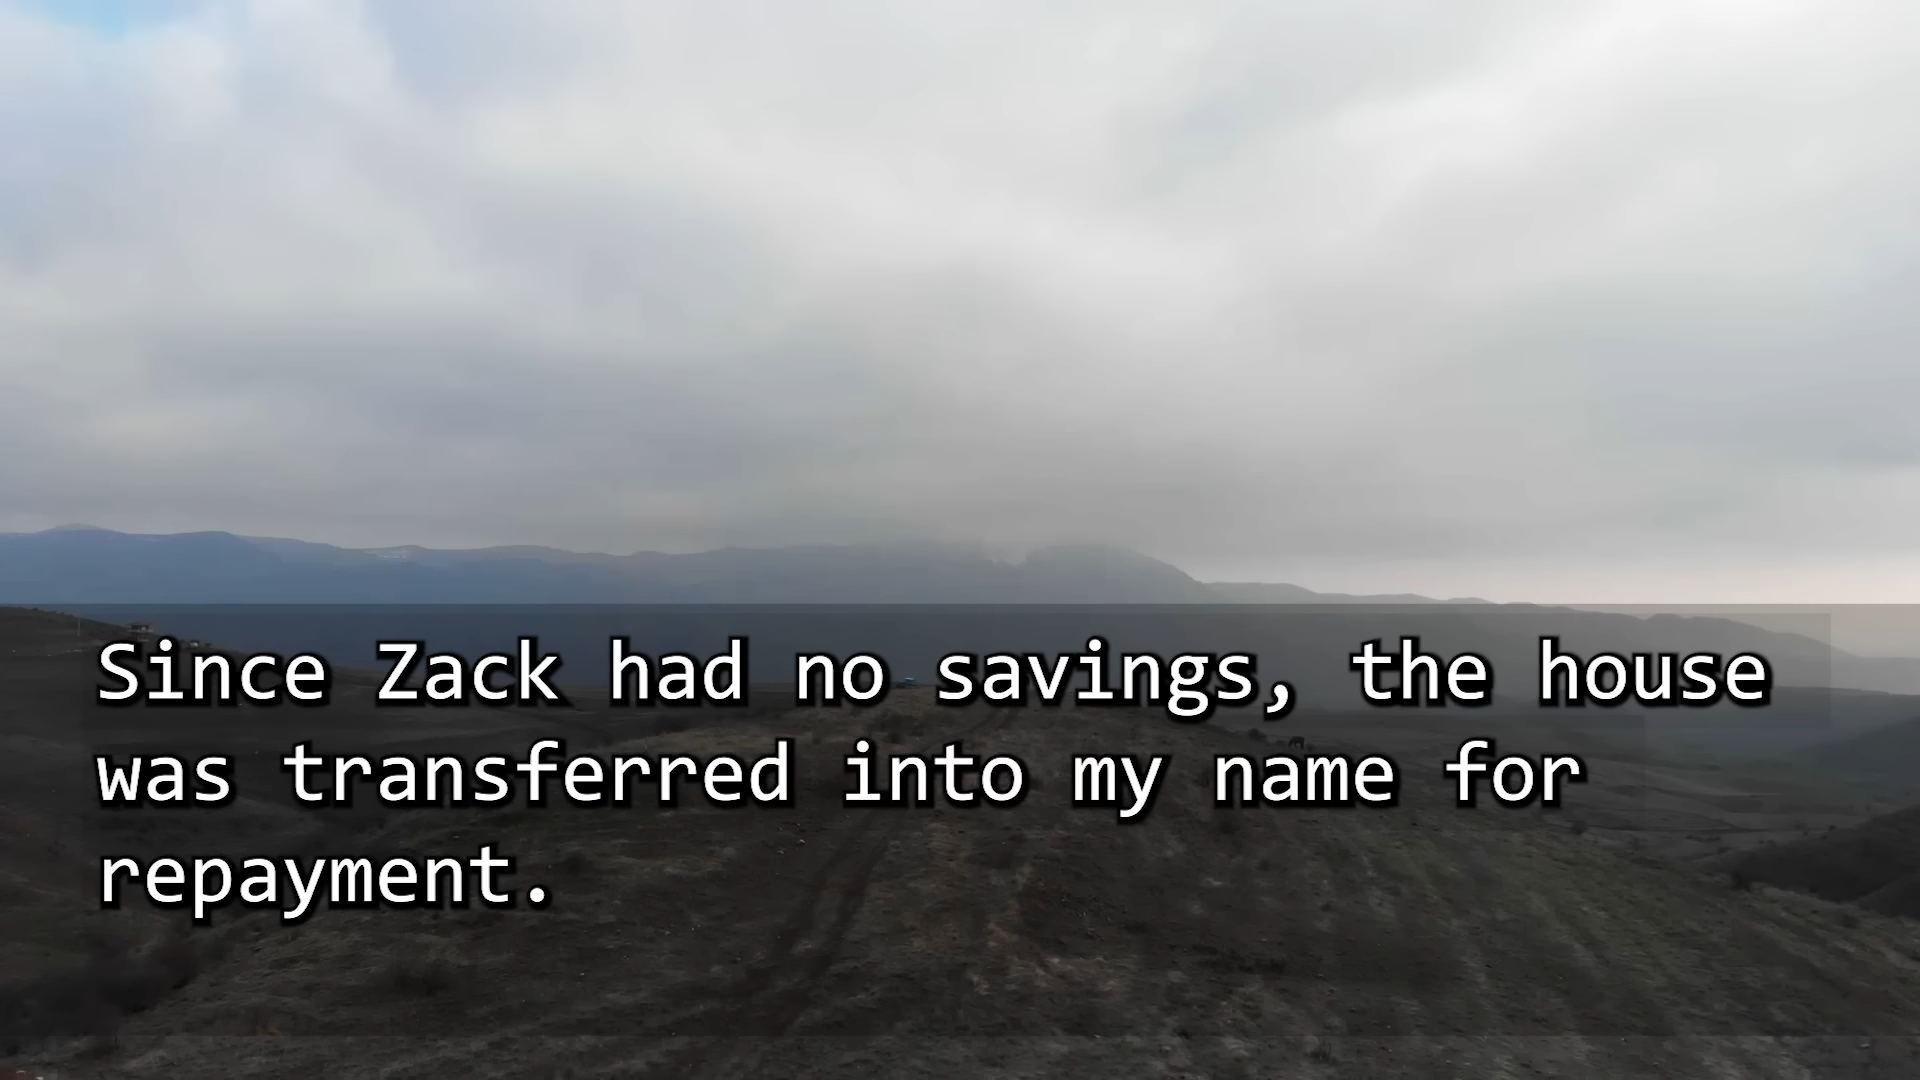 Since Zack had no savings, the house
was transferred into my name for
repayment.